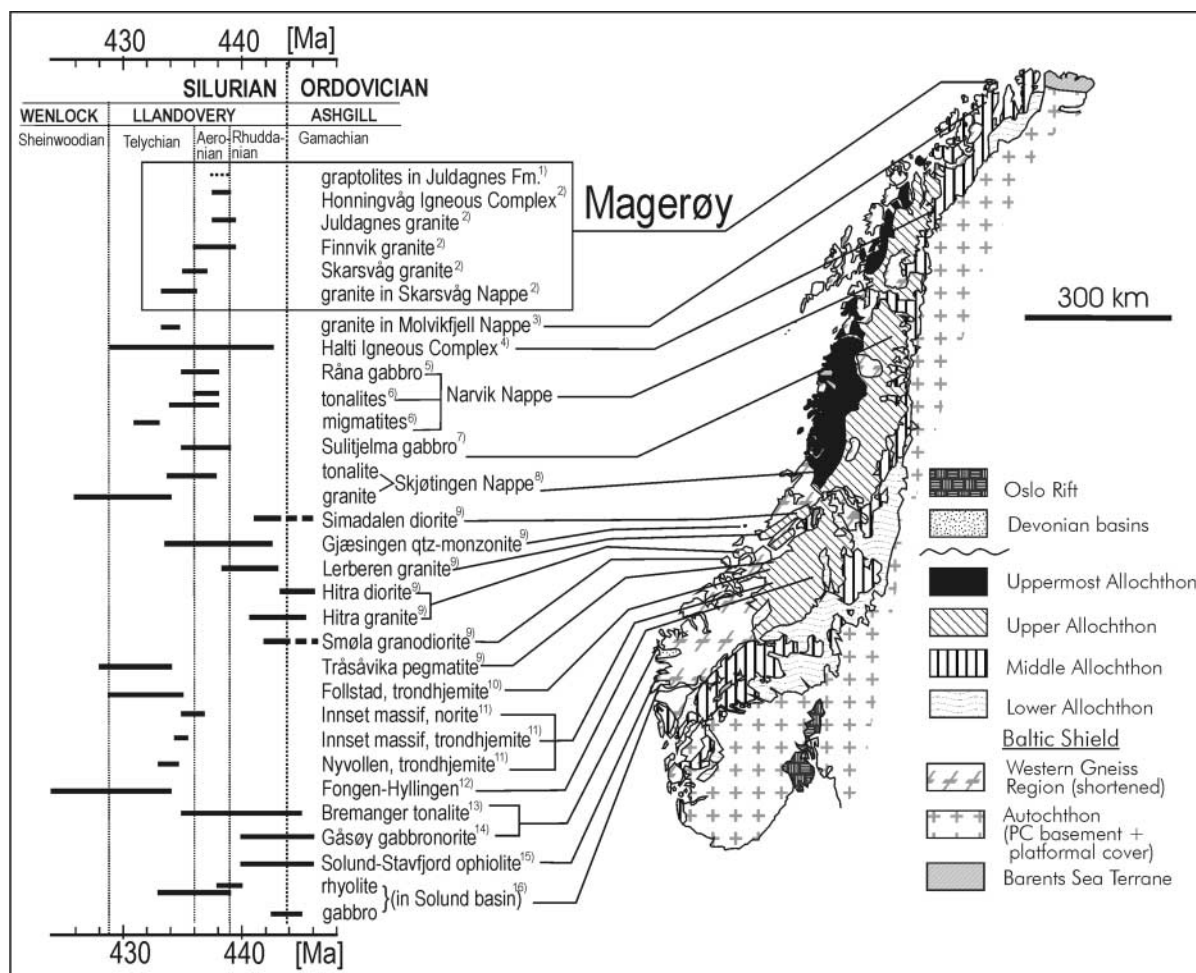 430 440 [Ma]
SILURIAN ORDOVICIAN
WENLOCK LLANDOVERY ASHGILL
Sheinwoodian Telychian Aero-nian Rhudda-nian Gamachian
graptolites in Juldagnes Fm.1)
Honningvåg Igneous Complex2)
Juldagnes granite2)
Finnvik granite2)
Skarsvåg granite2)
granite in Skarsvåg Nappe2)
Magerøy
granite in Molvikfjell Nappe3)
Halti Igneous Complex4)
Råna gabbro5)
tonalites6)
migmatites6)
Narvik Nappe
Sulitjelma gabbro7)
tonalite
granite
Skjøtingen Nappe8)
Simadalen diorite9)
Gjæsingen qtz-monzonite9)
Lerberen granite9)
Hitra diorite9)
Hitra granite9)
Smøla granodiorite9)
Tråsåvika pegmatite9)
Follstad, trondhjemite10)
Innset massif, norite11)
Innset massif, trondhjemite11)
Nyvollen, trondhjemite11)
Fongen-Hyllingen12)
Bremanger tonalite13)
Gåsøy gabbronorite14)
Solund-Stavfjord ophiolite15)
rhyolite
gabbro
(in Solund basin)16)
430 440 [Ma]
300 km
Oslo Rift
Devonian basins
Uppermost Allochthon
Upper Allochthon
Middle Allochthon
Lower Allochthon
Baltic Shield
Western Gneiss
Region (shortened)
Autochthon
(PC basement +
platformal cover)
Barents Sea Terrane